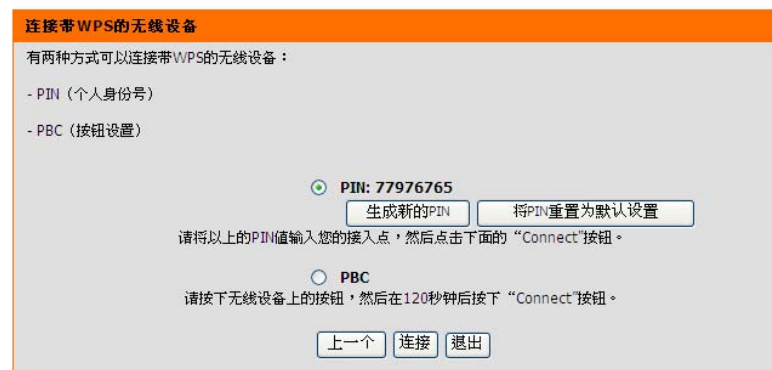 连接带WPS的无线设备
有两种方式可以连接带WPS的无线设备：
- PIN（个人身份号）
- PBC（按钮设置）
PIN: 77976765
生成新的PIN 将PIN重置为默认设置
请将以上的PIN值输入您的接入点，然后点击下面的“Connect"按钮。
PBC
请按下无线设备上的按钮，然后在120秒钟后按下“Connect"按钮。
上一个 连接 退出